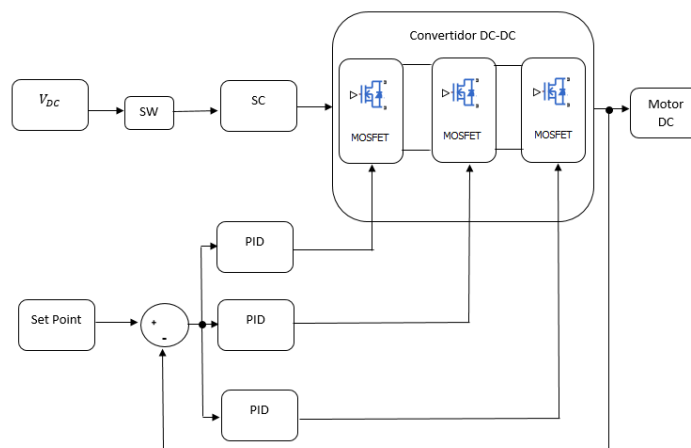 Convertidor DC-DC
V_DC
SW
SC
MOSFET
MOSFET
MOSFET
Motor
DC
PID
Set Point
+
-
PID
PID